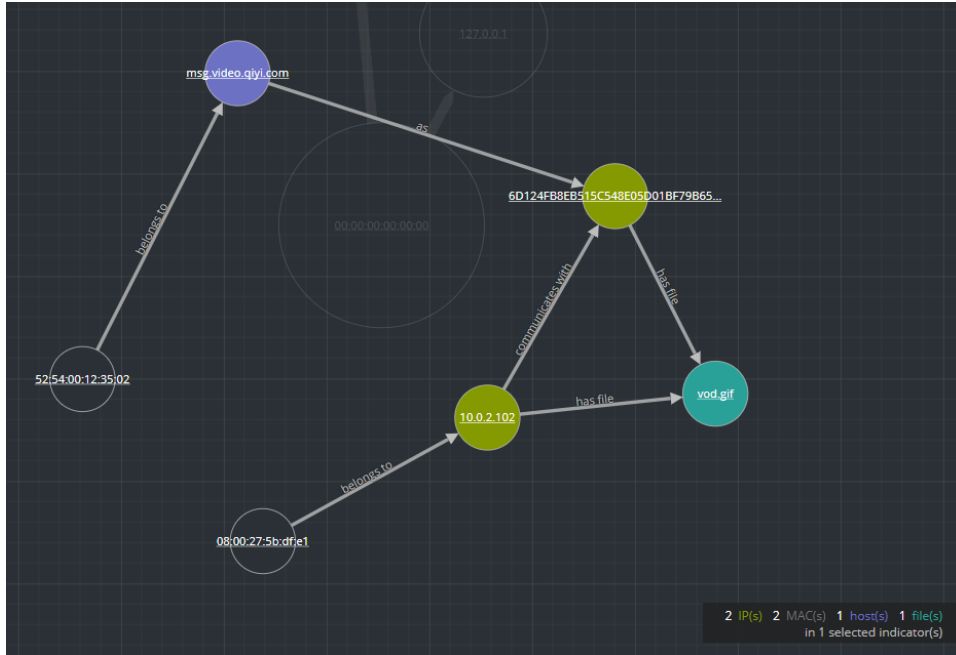 127.0.0.1
msg.video.qiyi.com
as
6D124FB8EB515C548E05D01BF79B65...
belongs to
00:00:00:00:00:00
communicates with
has file
52:54:00:12:35:02
vod.gif
has file
10.0.2.102
belongs to
08:00:27:5b:df:e1
2 IP(s) 2 MAC(s) 1 host(s) 1 file(s)
in 1 selected indicator(s)